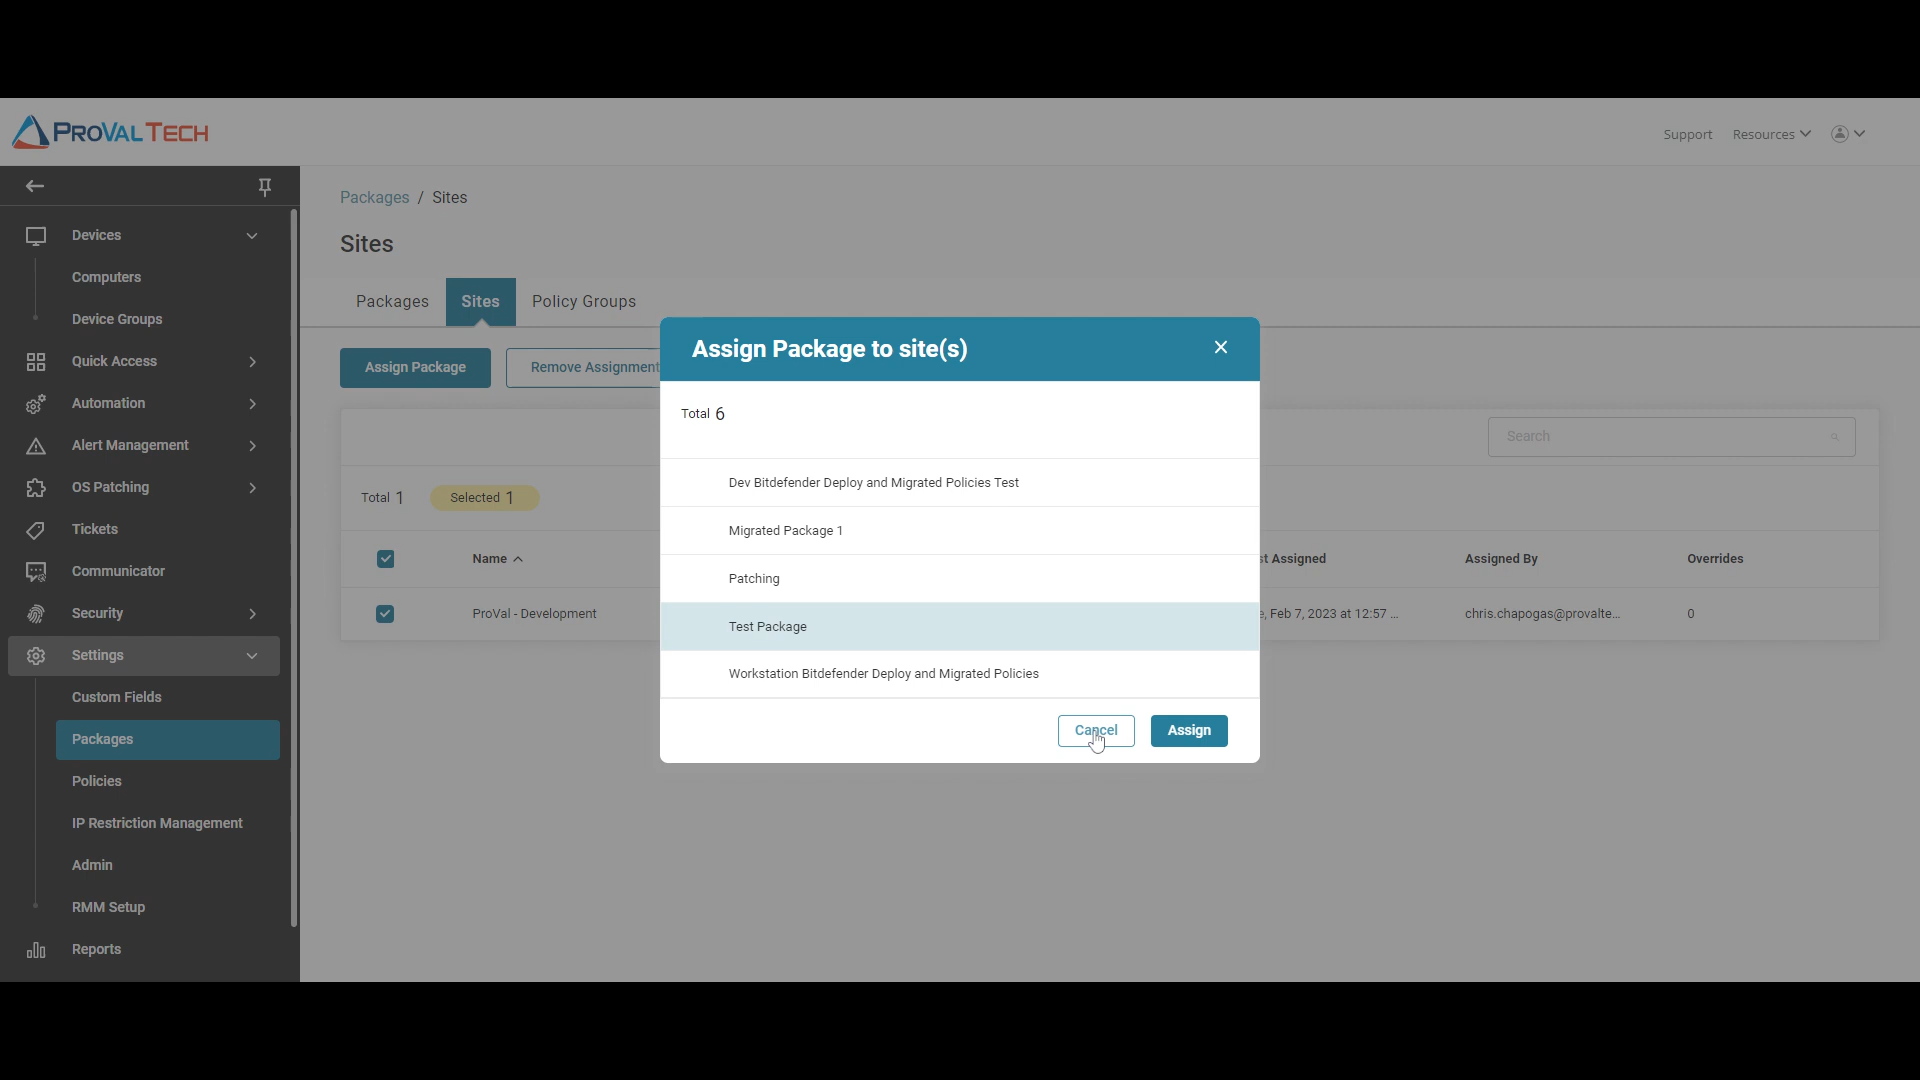 PROVAL TECH
Support
Resources
Devices
Computers
Device Groups
Quick Access
Automation
Alert Management
OS Patching
Tickets
Communicator
Security
Settings
Custom Fields
Packages
Policies
IP Restriction Management
Admin
RMM Setup
Reports
Packages / Sites
Sites
Packages
Sites
Policy Groups
Assign Package
Remove Assignment
Search
Total 1
Selected 1
Name
st Assigned
Assigned By
Overrides
ProVal - Development
e, Feb 7, 2023 at 12:57 ...
chris.chapogas@provalte...
0
Assign Package to site(s)
Total 6
Dev Bitdefender Deploy and Migrated Policies Test
Migrated Package 1
Patching
Test Package
Workstation Bitdefender Deploy and Migrated Policies
Cancel
Assign